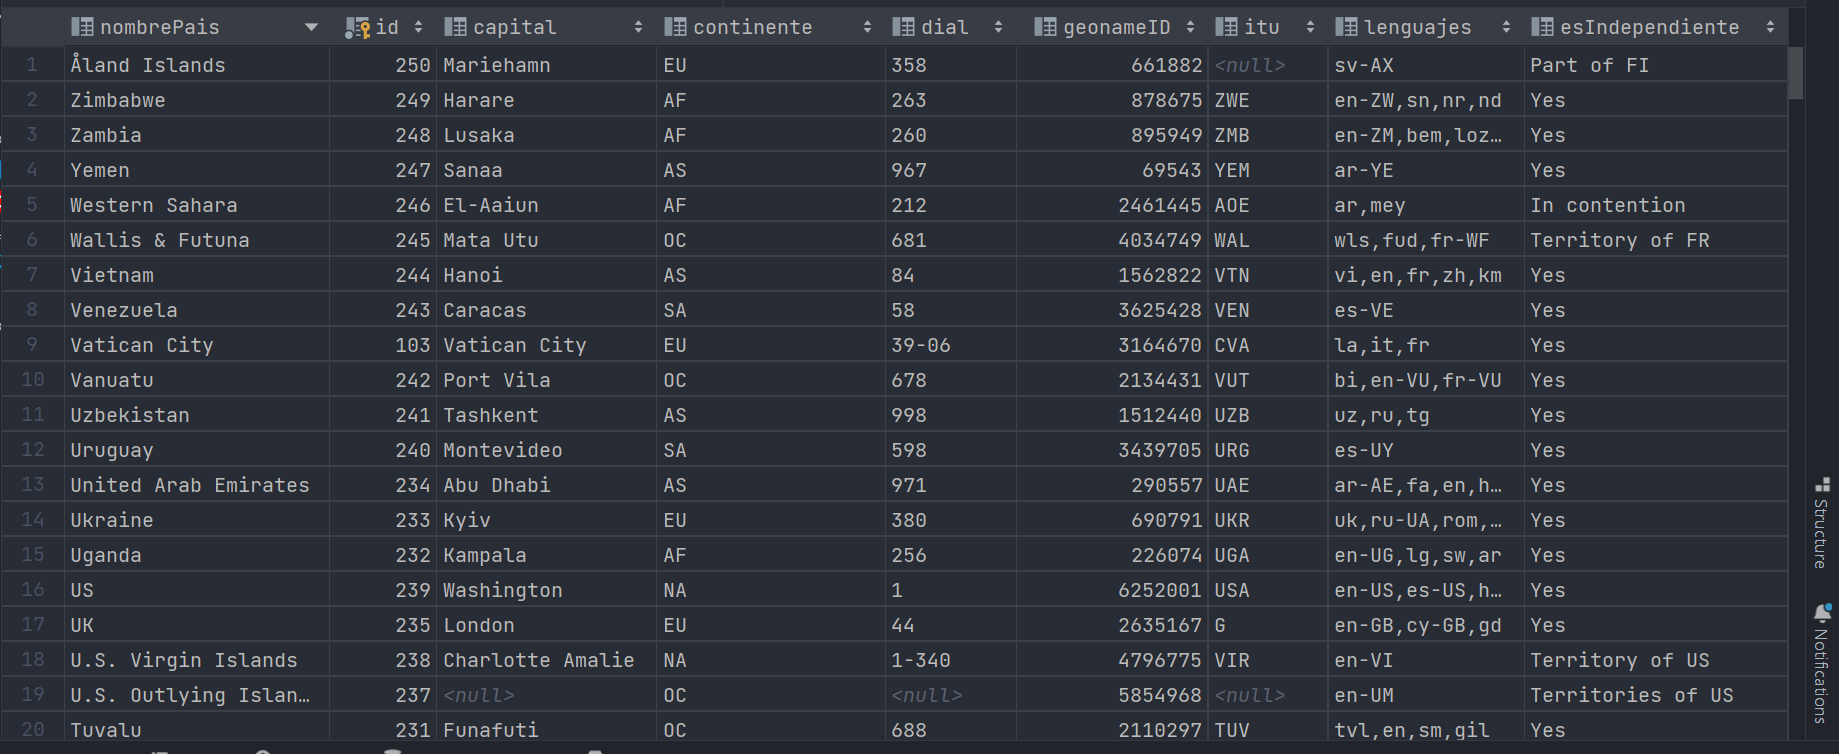 nombrePais id capital continente dial geonameID itu lenguajes esIndependiente
1 Åland Islands 250 Mariehamn EU 358 661882 <null> sv-AX Part of FI
2 Zimbabwe 249 Harare AF 263 878675 ZWE en-ZW,sn,nr,nd Yes
3 Zambia 248 Lusaka AF 260 895949 ZMB en-ZM,bem,loz… Yes
4 Yemen 247 Sanaa AS 967 69543 YEM ar-YE Yes
5 Western Sahara 246 El-Aaiun AF 212 2461445 AOE ar,mey In contention
6 Wallis & Futuna 245 Mata Utu OC 681 4034749 WAL wls,fud,fr-WF Territory of FR
7 Vietnam 244 Hanoi AS 84 1562822 VTN vi,en,fr,zh,km Yes
8 Venezuela 243 Caracas SA 58 3625428 VEN es-VE Yes
9 Vatican City 103 Vatican City EU 39-06 3164670 CVA la,it,fr Yes
10 Vanuatu 242 Port Vila OC 678 2134431 VUT bi,en-VU,fr-VU Yes
11 Uzbekistan 241 Tashkent AS 998 1512440 UZB uz,ru,tg Yes
12 Uruguay 240 Montevideo SA 598 3439705 URG es-UY Yes
13 United Arab Emirates 234 Abu Dhabi AS 971 290557 UAE ar-AE,fa,en,h… Yes
14 Ukraine 233 Kyiv EU 380 690791 UKR uk,ru-UA,rom,… Yes
15 Uganda 232 Kampala AF 256 226074 UGA en-UG,lg,sw,ar Yes
16 US 239 Washington NA 1 6252001 USA en-US,es-US,h… Yes
17 UK 235 London EU 44 2635167 G en-GB,cy-GB,gd Yes
18 U.S. Virgin Islands 238 Charlotte Amalie NA 1-340 4796775 VIR en-VI Territory of US
19 U.S. Outlying Islan… 237 <null> OC <null> 5854968 <null> en-UM Territories of US
20 Tuvalu 231 Funafuti OC 688 2110297 TUV tvl,en,sm,gil Yes
Structure
Notifications